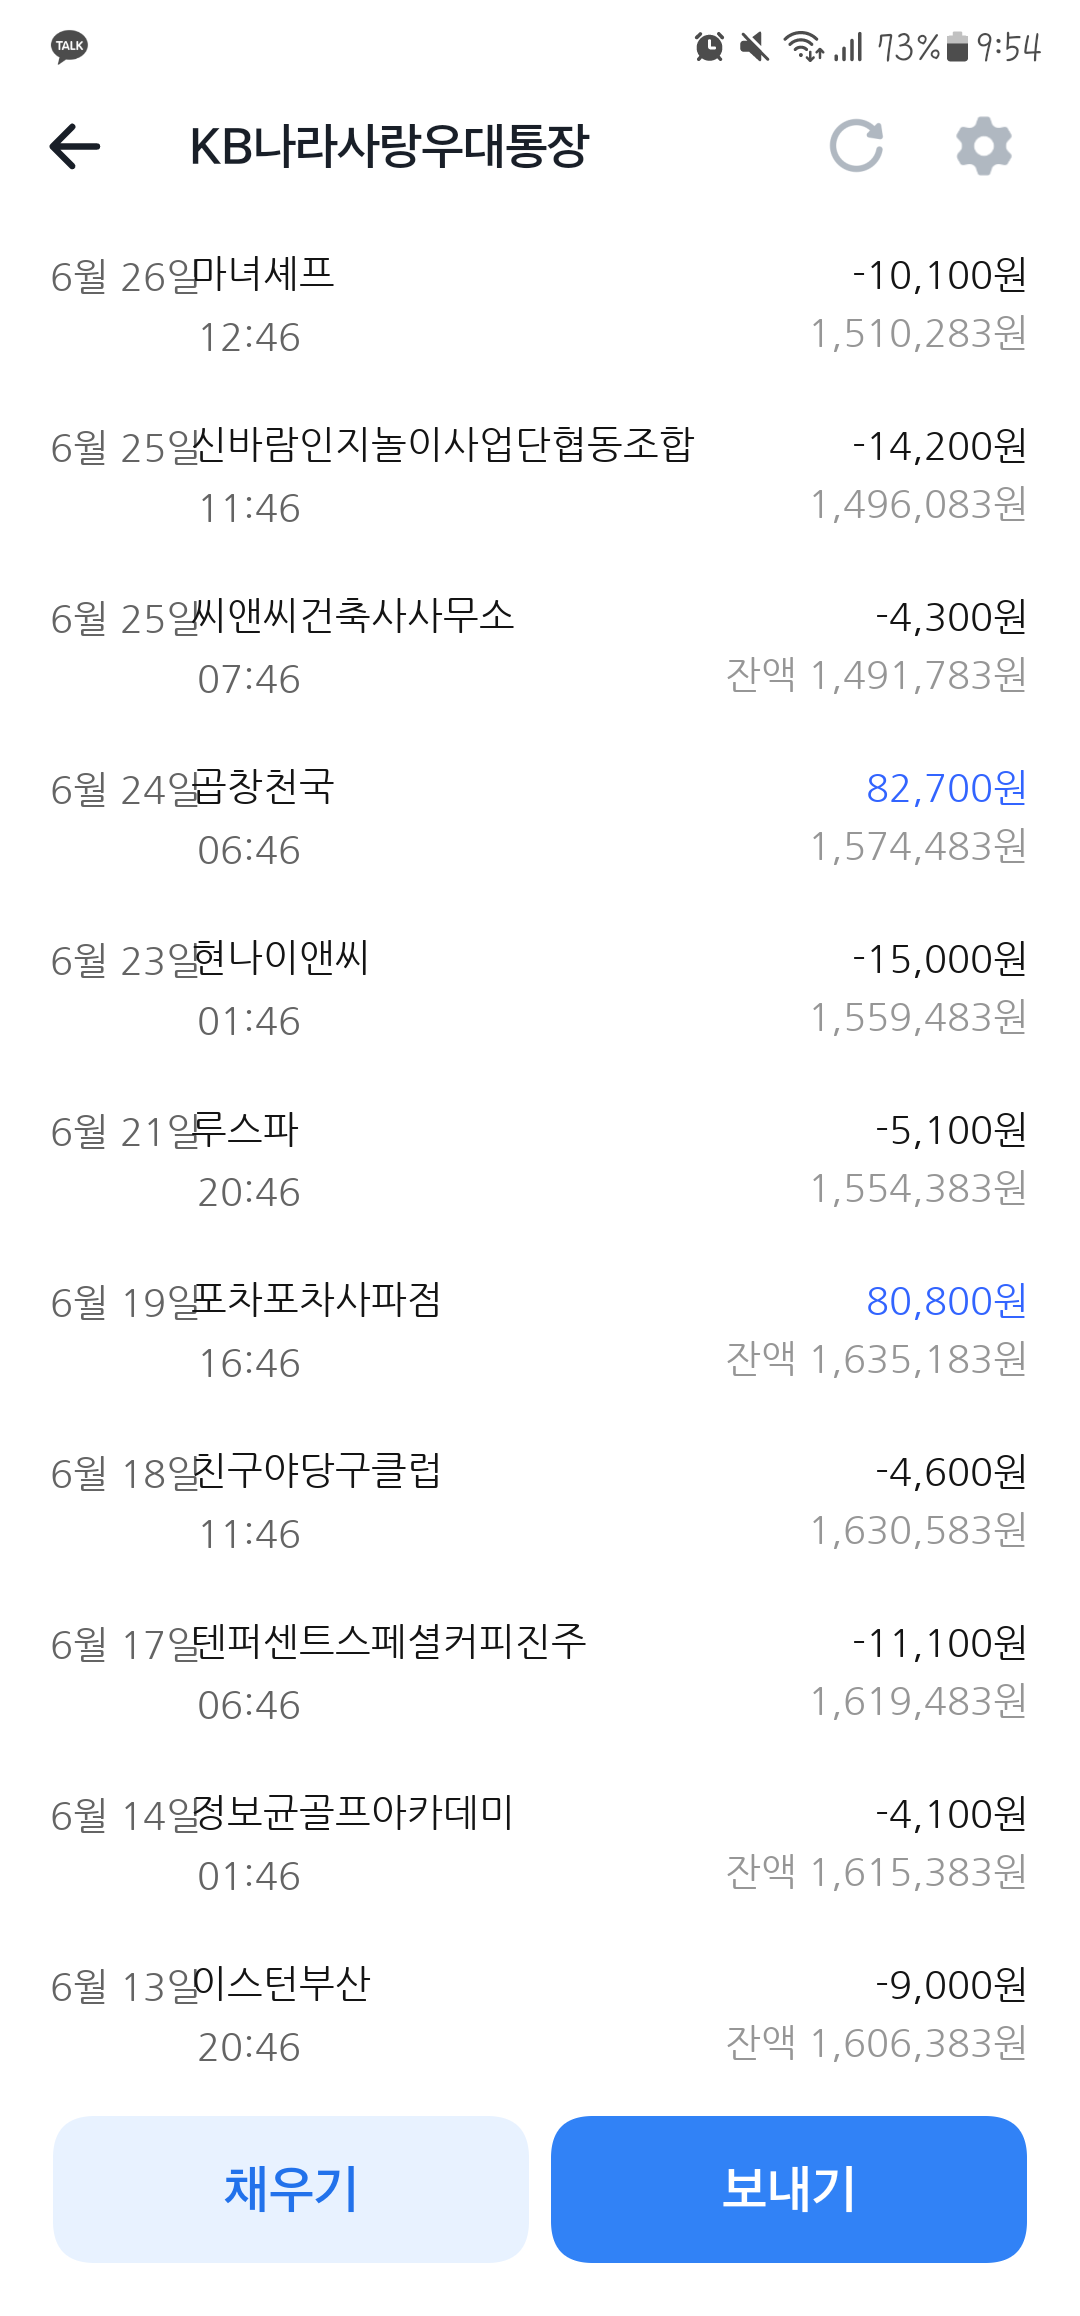 TALK 73% 9:54
KB나라사랑우대통장
6월 26일 마녀셰프 -10,100원
12:46 1,510,283원
6월 25일 신바람인지놀이사업단협동조합 -14,200원
11:46 1,496,083원
6월 25일 씨앤씨건축사사무소 -4,300원
07:46 잔액 1,491,783원
6월 24일 곱창천국 82,700원
06:46 1,574,483원
6월 23일 현나이앤씨 -15,000원
01:46 1,559,483원
6월 21일 루스파 -5,100원
20:46 1,554,383원
6월 19일 포차포차사파점 80,800원
16:46 잔액 1,635,183원
6월 18일 친구야당구클럽 -4,600원
11:46 1,630,583원
6월 17일 텐퍼센트스페셜커피진주 -11,100원
06:46 1,619,483원
6월 14일 정보균골프아카데미 -4,100원
01:46 잔액 1,615,383원
6월 13일 이스턴부산 -9,000원
20:46 잔액 1,606,383원
채우기 보내기